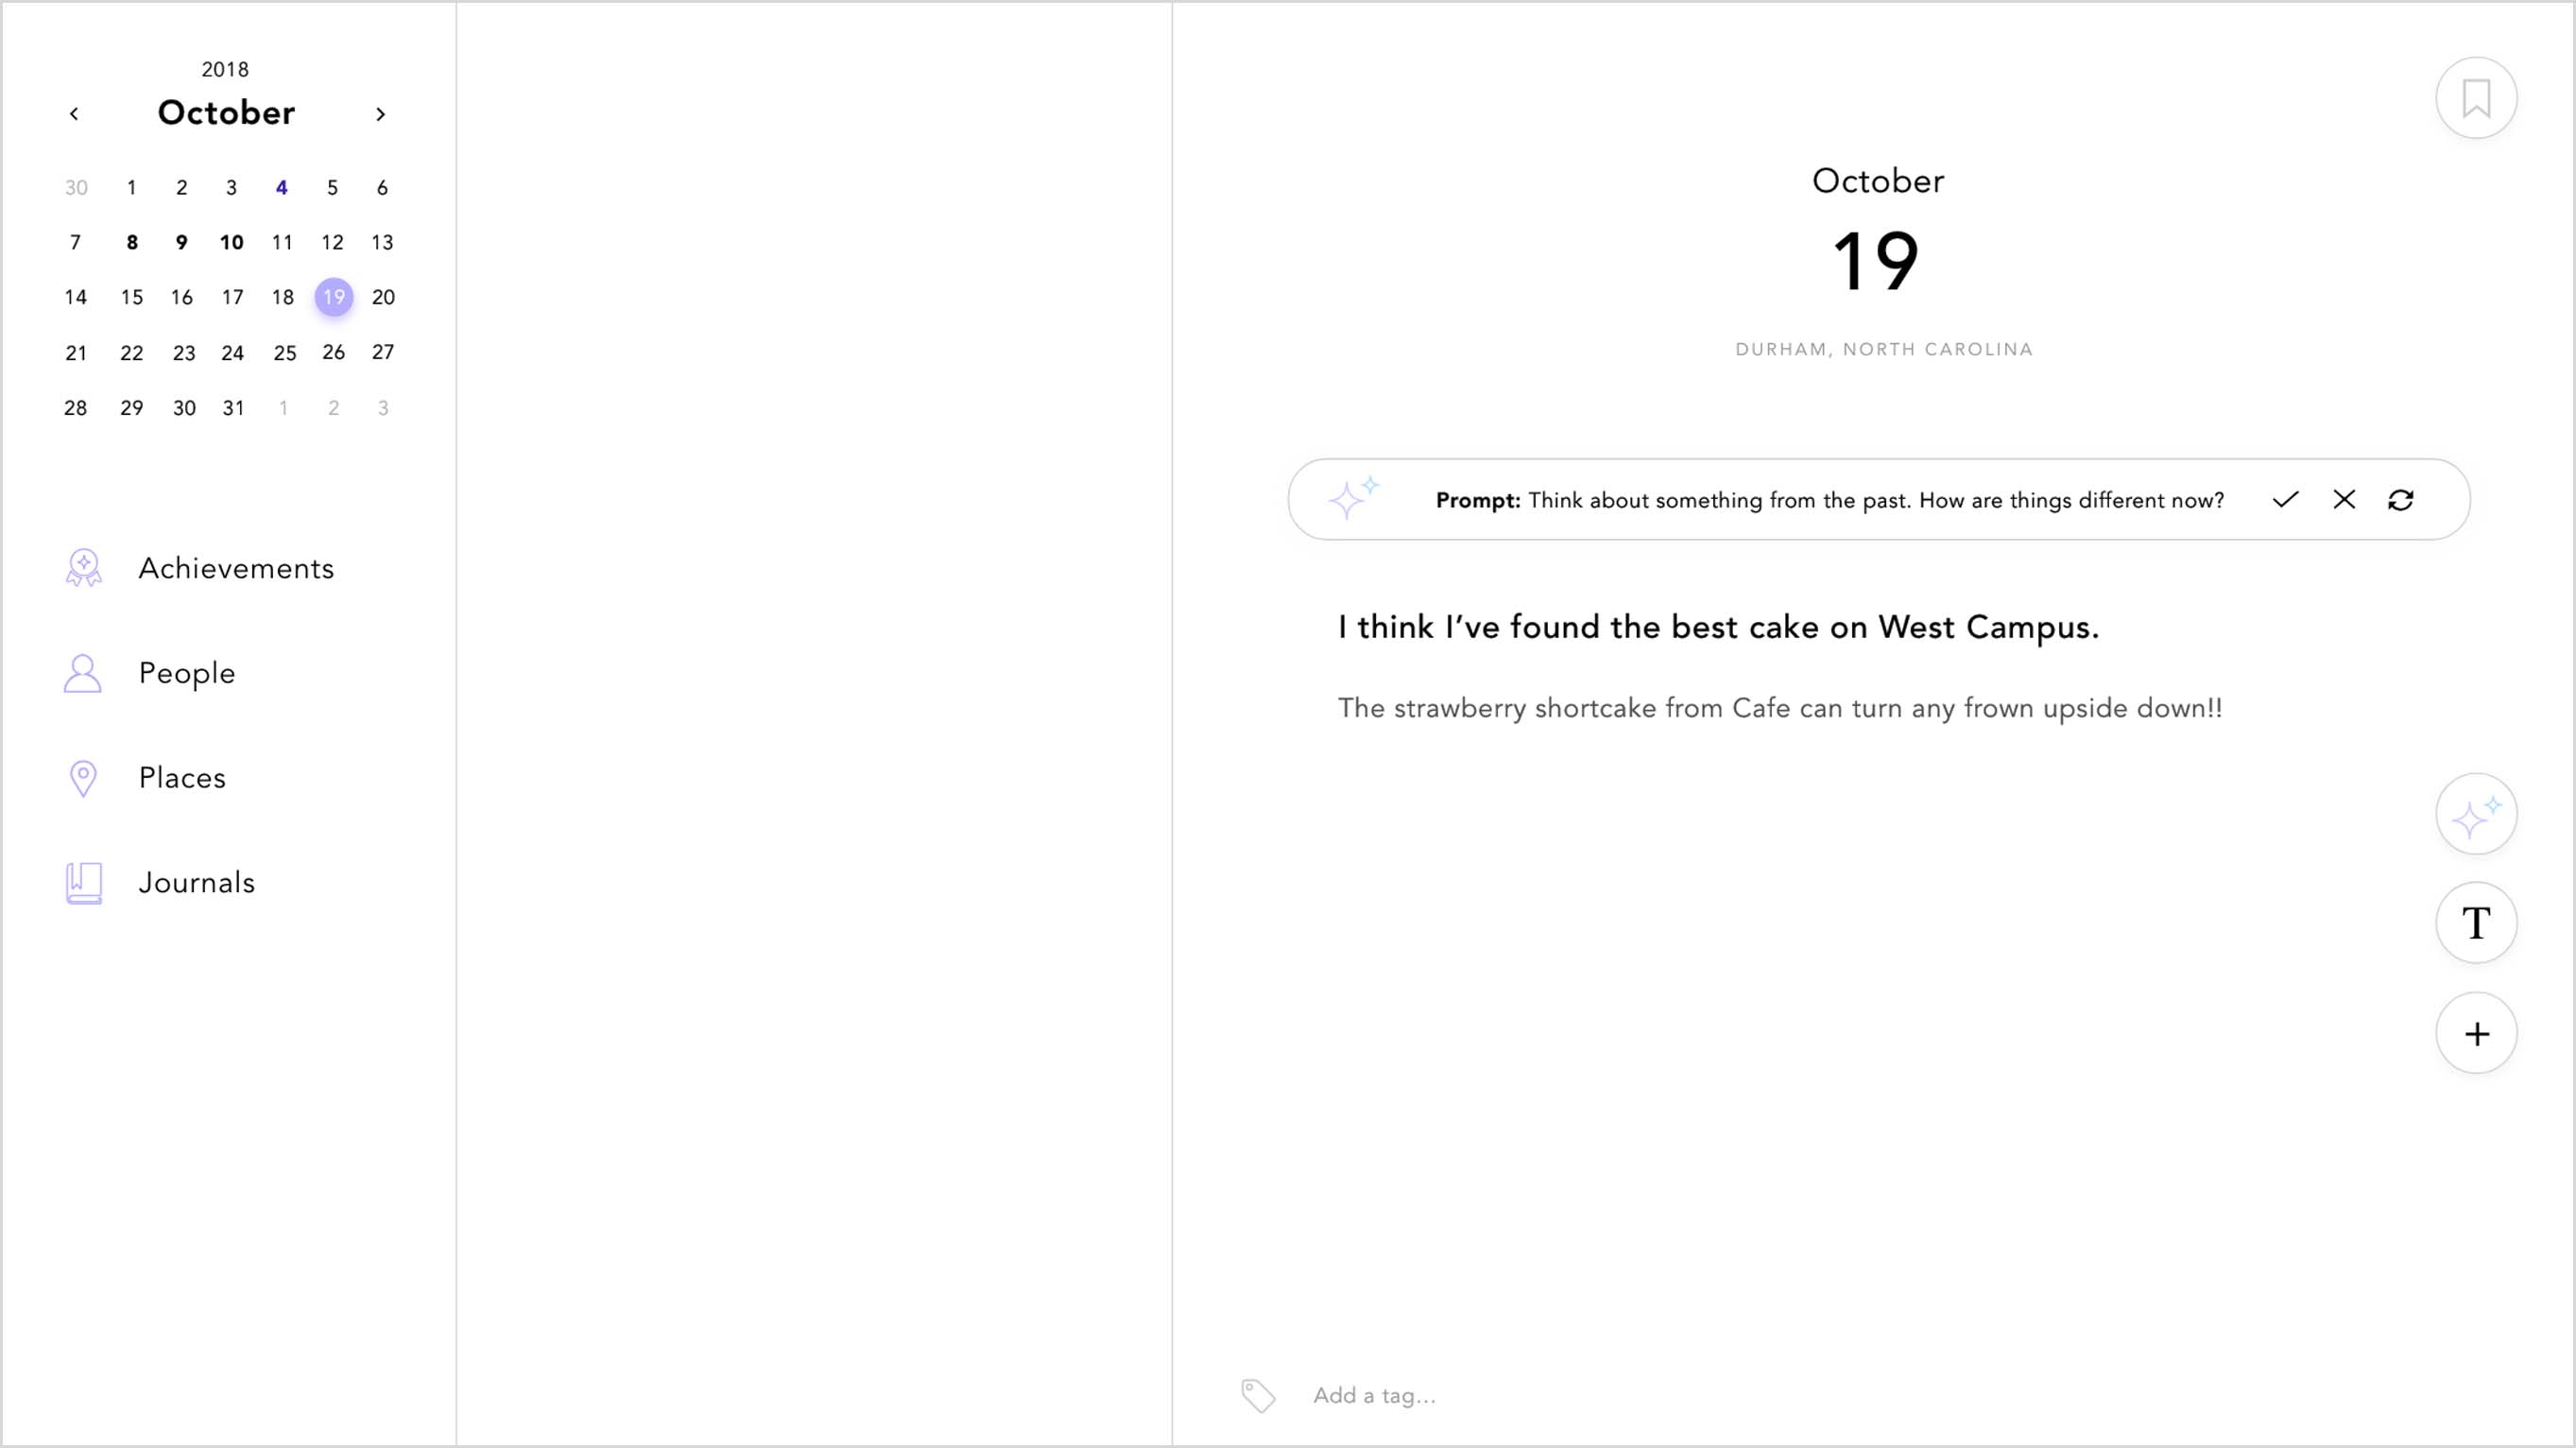 2018
October
30 1 2 3 4 5 6
7 8 9 10 11 12 13
14 15 16 17 18 19 20
21 22 23 24 25 26 27
28 29 30 31 1 2 3
Achievements
People
Places
Journals
October
19
DURHAM, NORTH CAROLINA
Prompt: Think about something from the past. How are things different now?
I think I’ve found the best cake on West Campus.
The strawberry shortcake from Cafe can turn any frown upside down!!
T
Add a tag...